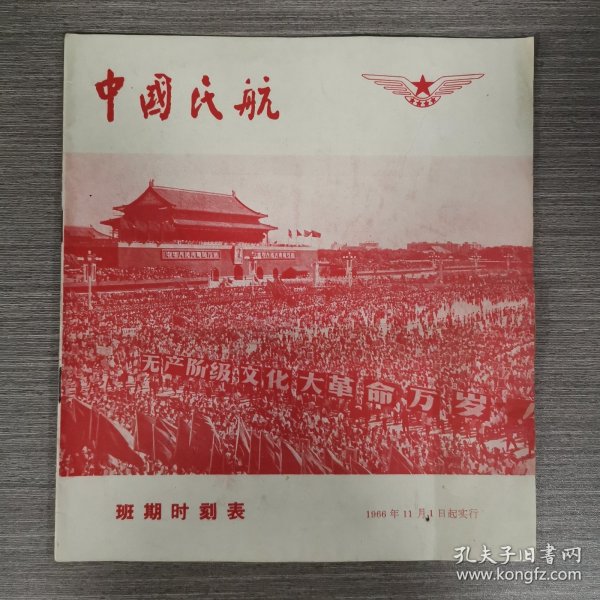 中國民航
无产阶级文化大革命万岁
班期时刻表
1966年11月1日起实行
孔夫子旧书网
www.kongfz.com